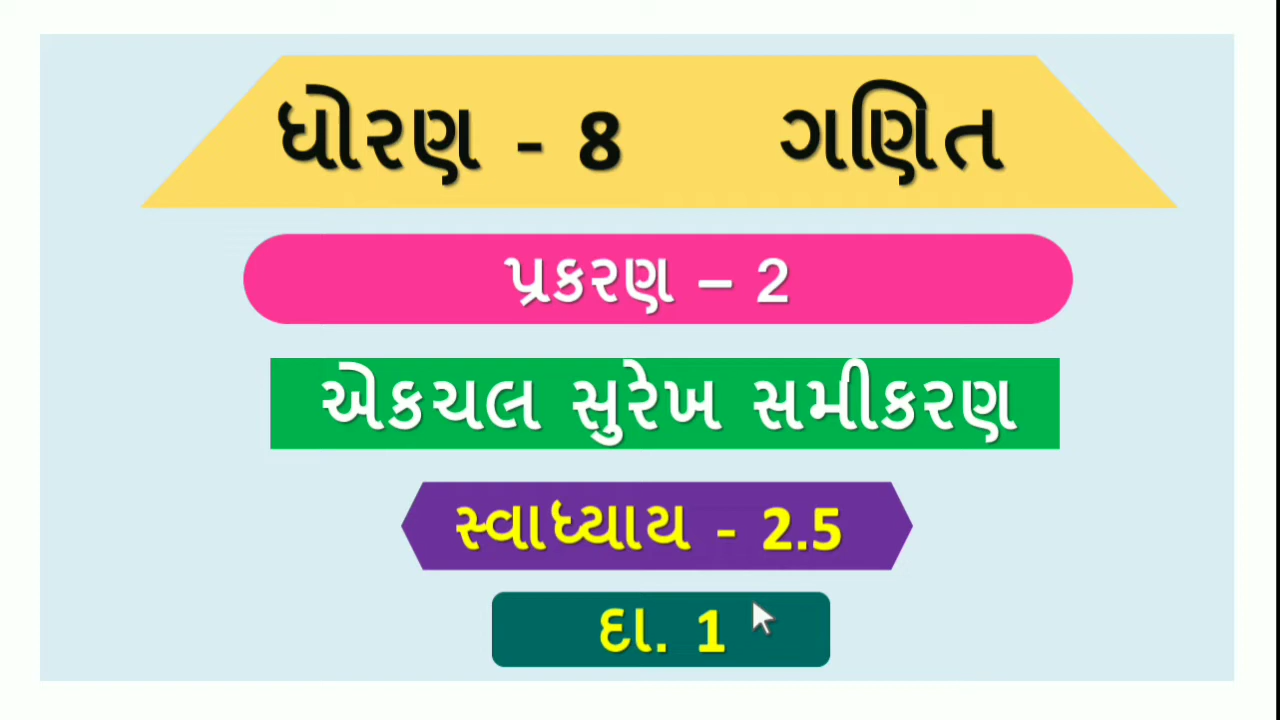 ધોરણ - 8 ગણિત
પ્રકરણ – 2
એકચલ સુરેખ સમીકરણ
સ્વાધ્યાય - 2.5
દા. 1